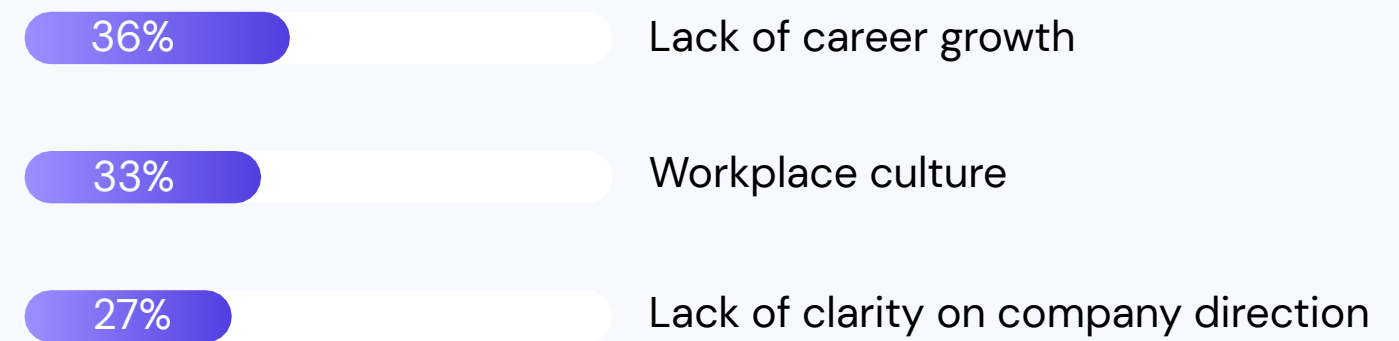 36% Lack of career growth
33% Workplace culture
27% Lack of clarity on company direction